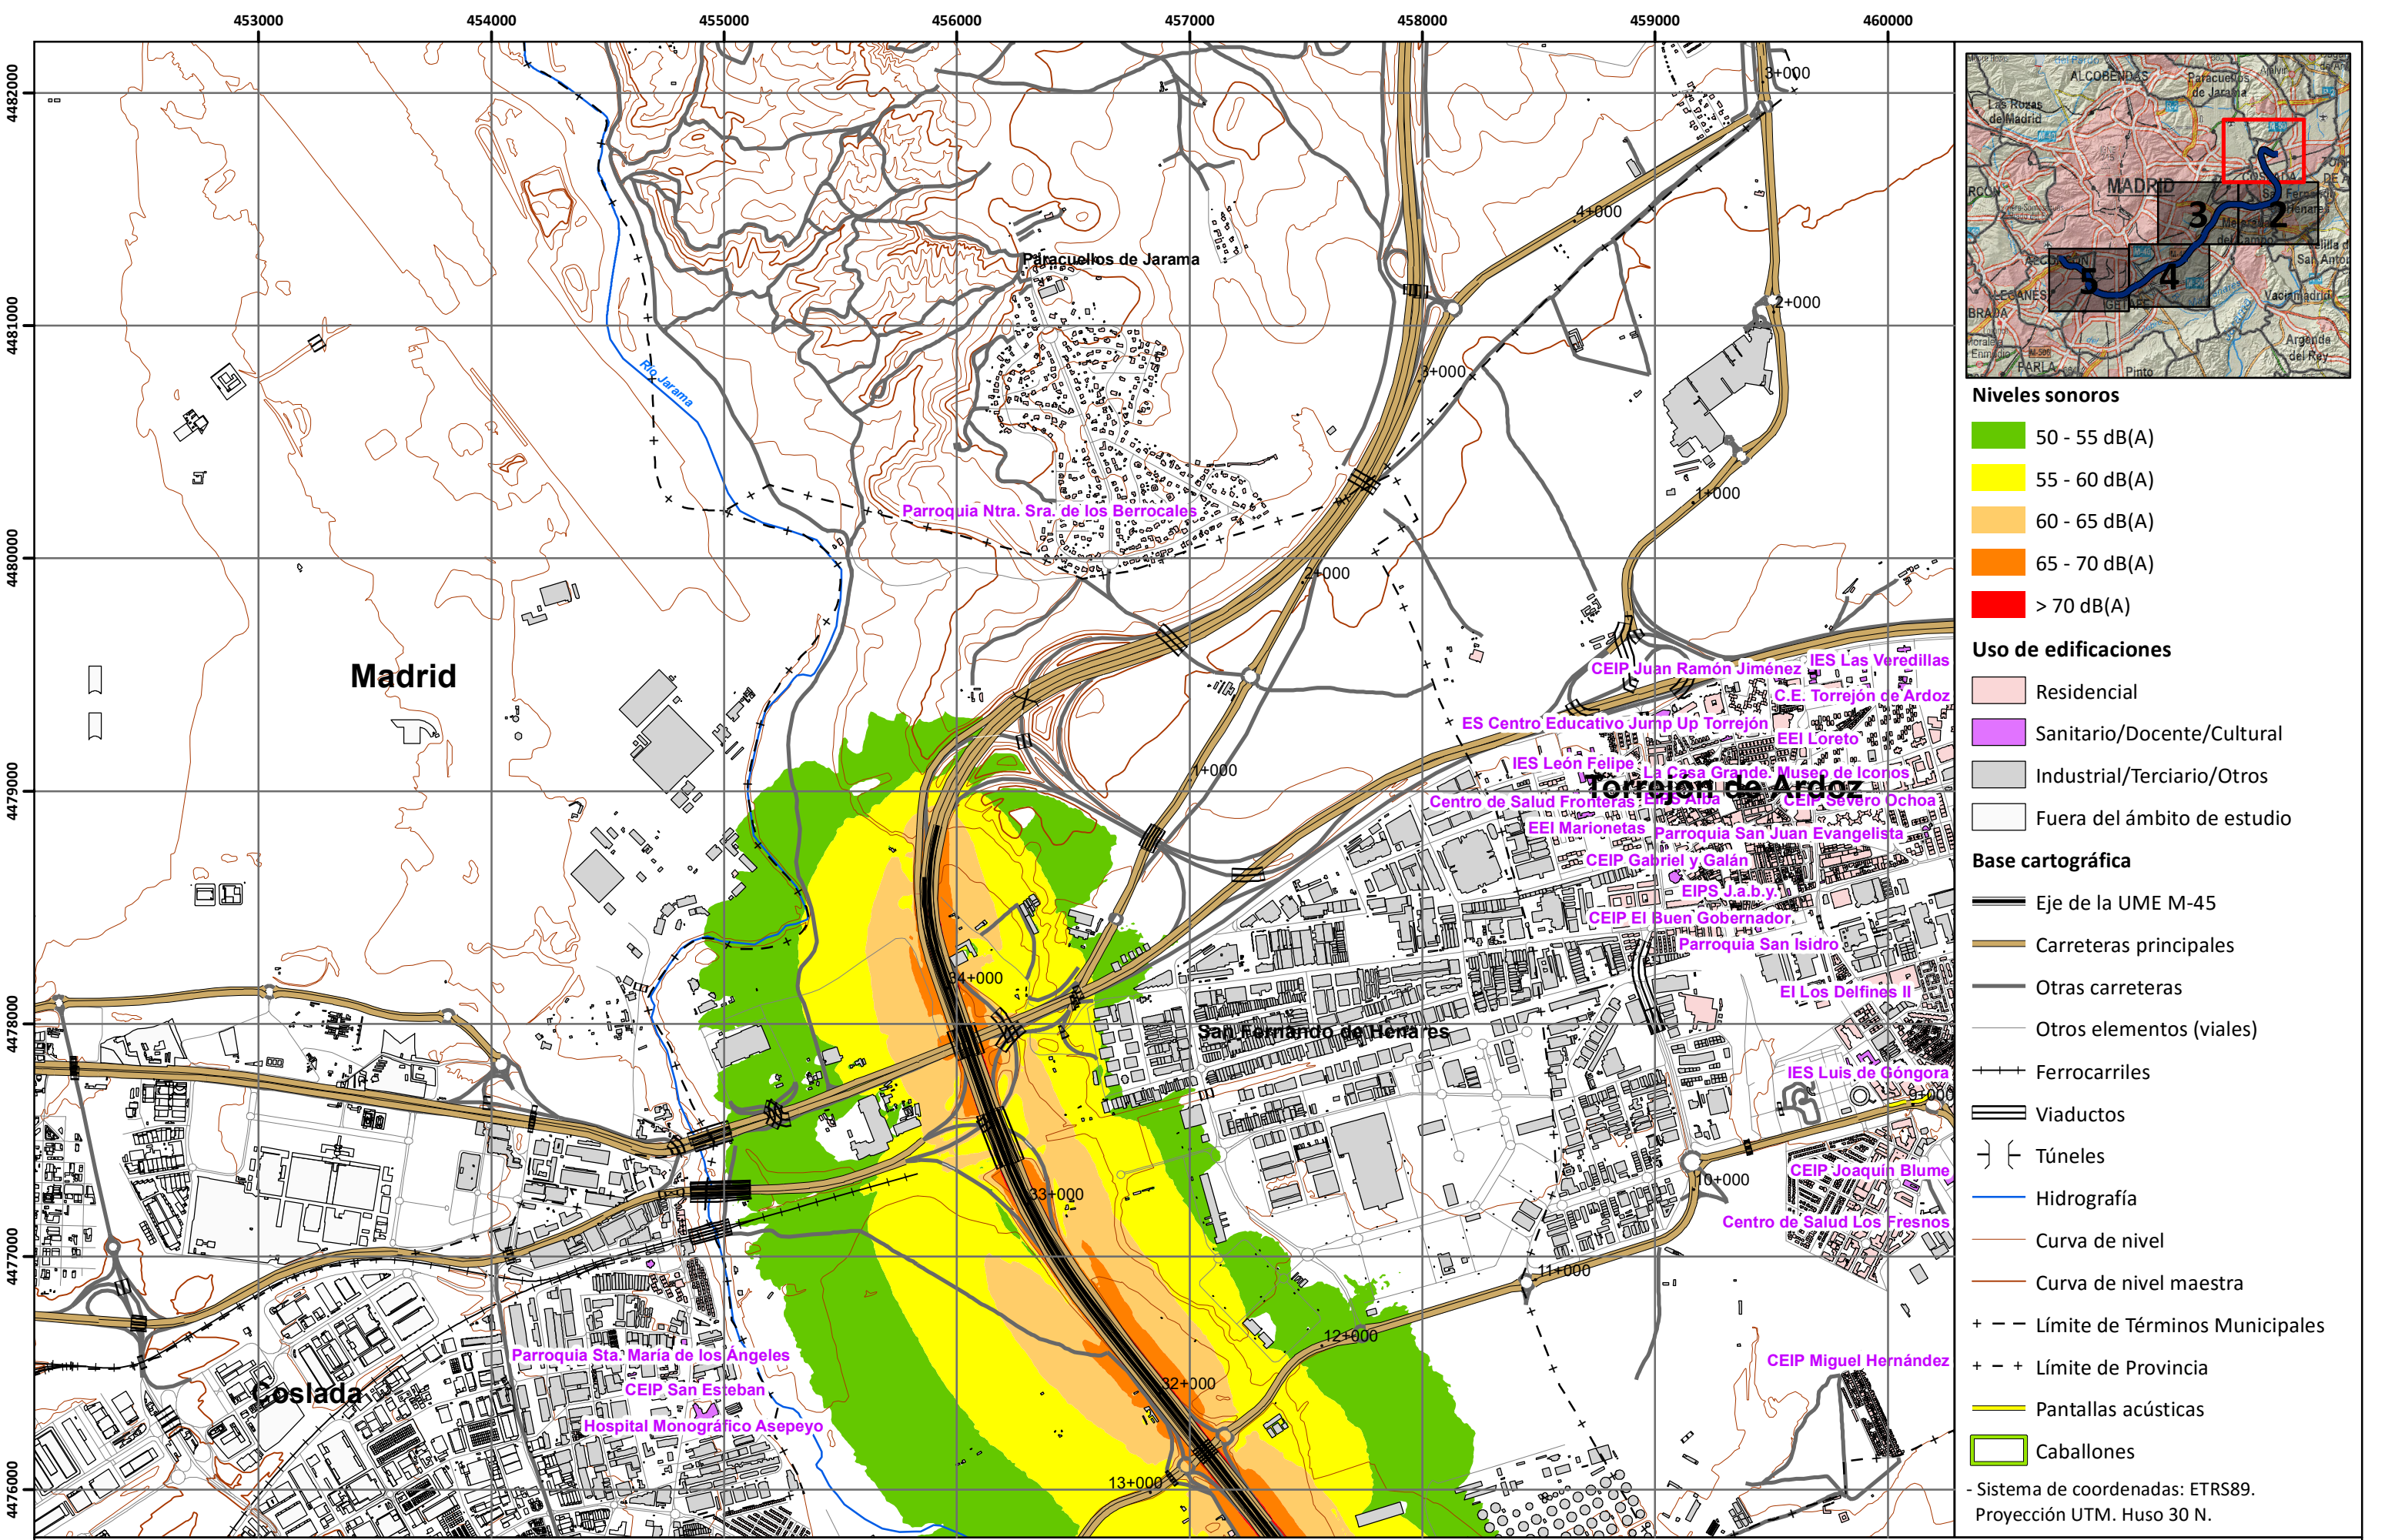 453000
454000
455000
456000
457000
458000
459000
460000
4482000
4481000
4480000
4479000
4478000
4477000
4476000
3+000
4+000
Paracuellos de Jarama
2+000
Río Jarama
3+000
1+000
Parroquia Ntra. Sra. de los Berrocales
2+000
Madrid
CEIP Juan Ramón Jiménez
IES Las Veredillas
C.E. Torrejón de Ardoz
ES Centro Educativo Jump Up Torrejón
EEI Loreto
1+000
IES León Felipe
La Casa Grande. Museo de Iconos
Torrejón de Ardoz
Centro de Salud Fronteras
EIPS Alba
CEIP Severo Ochoa
EEI Marionetas
Parroquia San Juan Evangelista
CEIP Gabriel y Galán
EIPS J.a.b.y.
CEIP El Buen Gobernador
Parroquia San Isidro
34+000
EI Los Delfines II
San Fernando de Henares
IES Luis de Góngora
9+000
CEIP Joaquín Blume
10+000
33+000
Centro de Salud Los Fresnos
11+000
12+000
Parroquia Sta. María de los Ángeles
CEIP Miguel Hernández
32+000
Coslada
CEIP San Esteban
Hospital Monográfico Asepeyo
13+000
ALCOBENDAS
Paracuellos
de Jarama
Las Rozas
de Madrid
MADRID
COSLADA
San Fernando
3
2
ALCORCÓN
5
4
LEGANÉS
GETAFE
Vaciamadrid
San Anton
Arganda
del Rey
PARLA
Pinto
Niveles sonoros
50 - 55 dB(A)
55 - 60 dB(A)
60 - 65 dB(A)
65 - 70 dB(A)
> 70 dB(A)
Uso de edificaciones
Residencial
Sanitario/Docente/Cultural
Industrial/Terciario/Otros
Fuera del ámbito de estudio
Base cartográfica
Eje de la UME M-45
Carreteras principales
Otras carreteras
Otros elementos (viales)
Ferrocarriles
Viaductos
Túneles
Hidrografía
Curva de nivel
Curva de nivel maestra
Límite de Términos Municipales
Límite de Provincia
Pantallas acústicas
Caballones
- Sistema de coordenadas: ETRS89.
Proyección UTM. Huso 30 N.